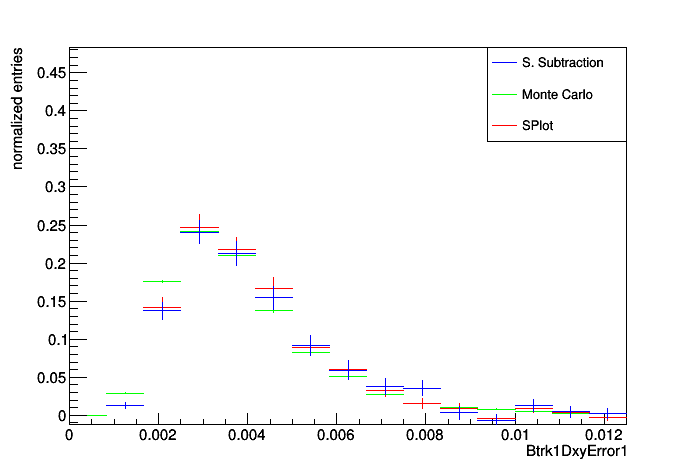 normalized entries
0.45
0.4
0.35
0.3
0.25
0.2
0.15
0.1
0.05
0
S. Subtraction
Monte Carlo
SPlot
0 0.002 0.004 0.006 0.008 0.01 0.012
Btrk1DxyError1